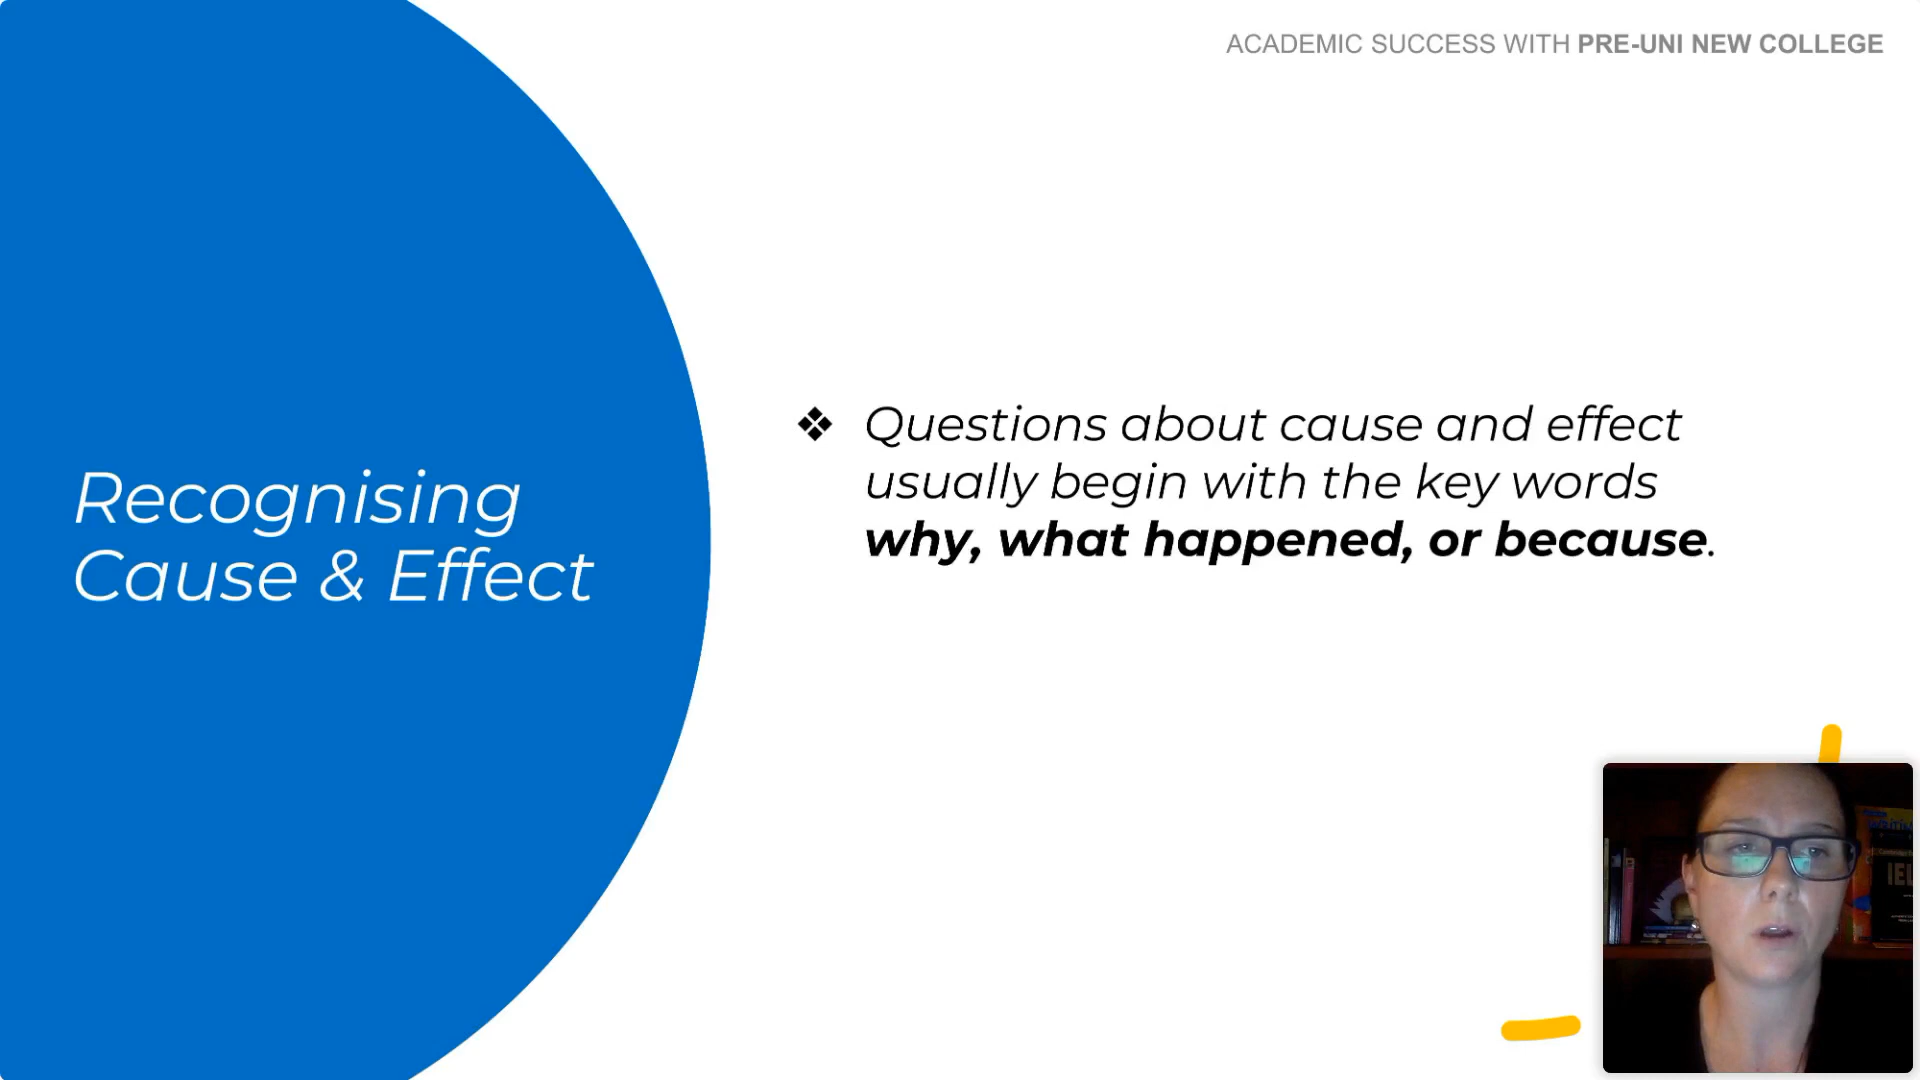 ACADEMIC SUCCESS WITH PRE-UNI NEW COLLEGE
Recognising
Cause & Effect
❖ Questions about cause and effect
usually begin with the key words
why, what happened, or because.